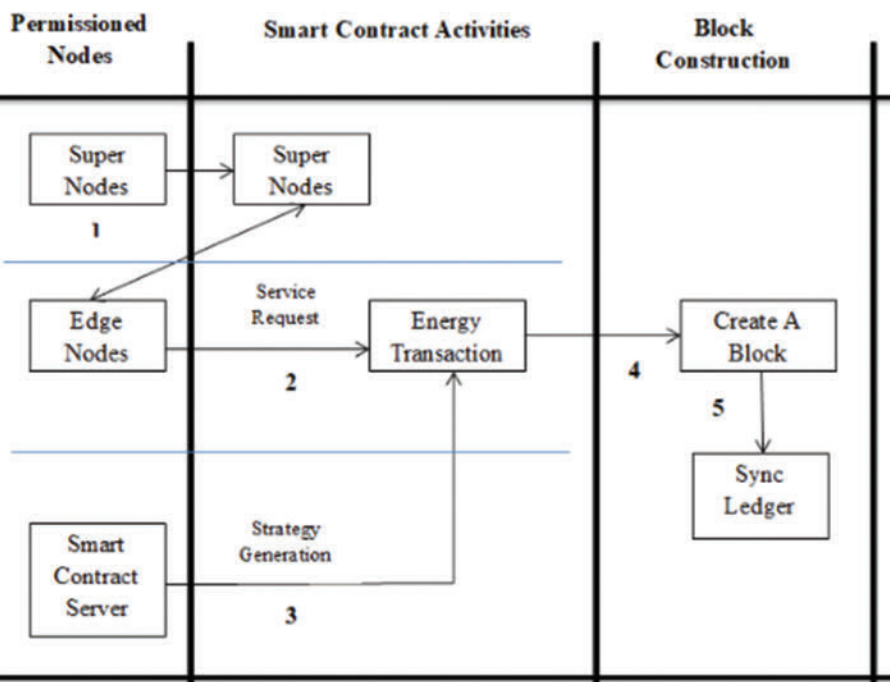 Permissioned
Nodes
Smart Contract Activities
Block
Construction
Super
Nodes
Super
Nodes
1
Edge
Nodes
Service
Request
2
Energy
Transaction
4
Create A
Block
5
Sync
Ledger
Smart
Contract
Server
Strategy
Generation
3